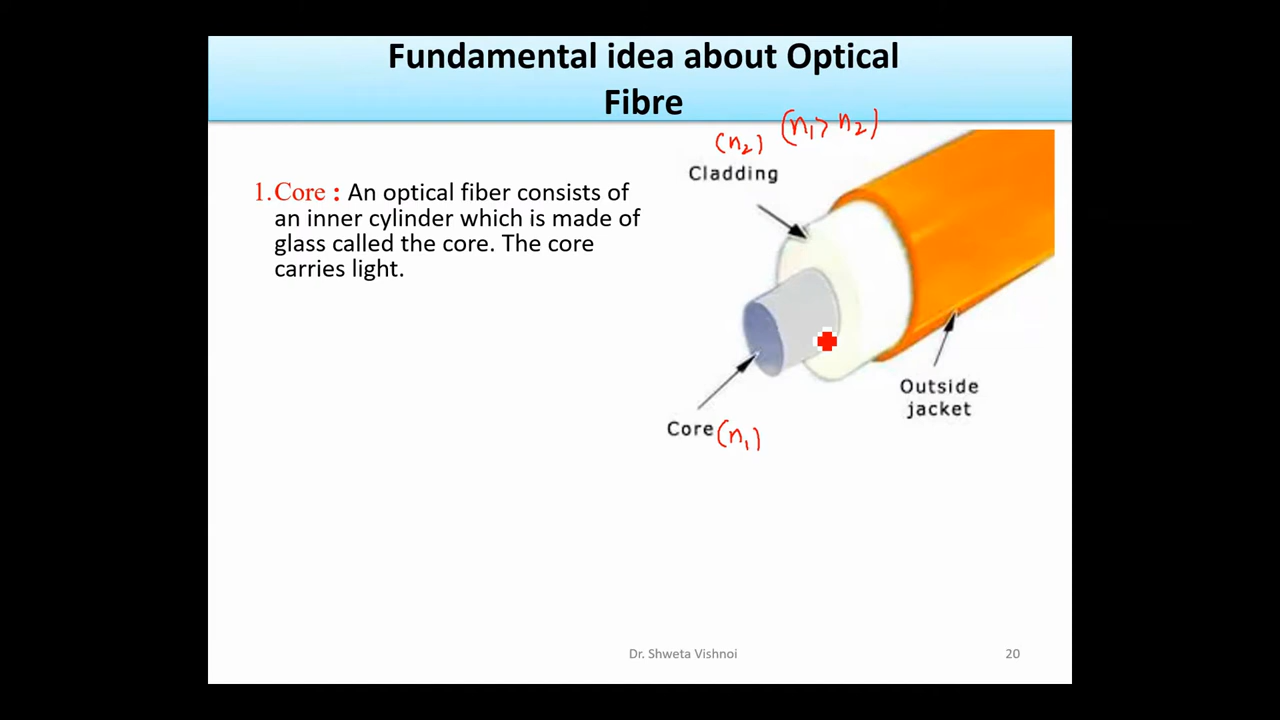 Fundamental idea about Optical
Fibre
(n₂) (n₁> n₂)
Cladding
1.Core : An optical fiber consists of
an inner cylinder which is made of
glass called the core. The core
carries light.
Outside
jacket
Core (n₁)
Dr. Shweta Vishnoi
20